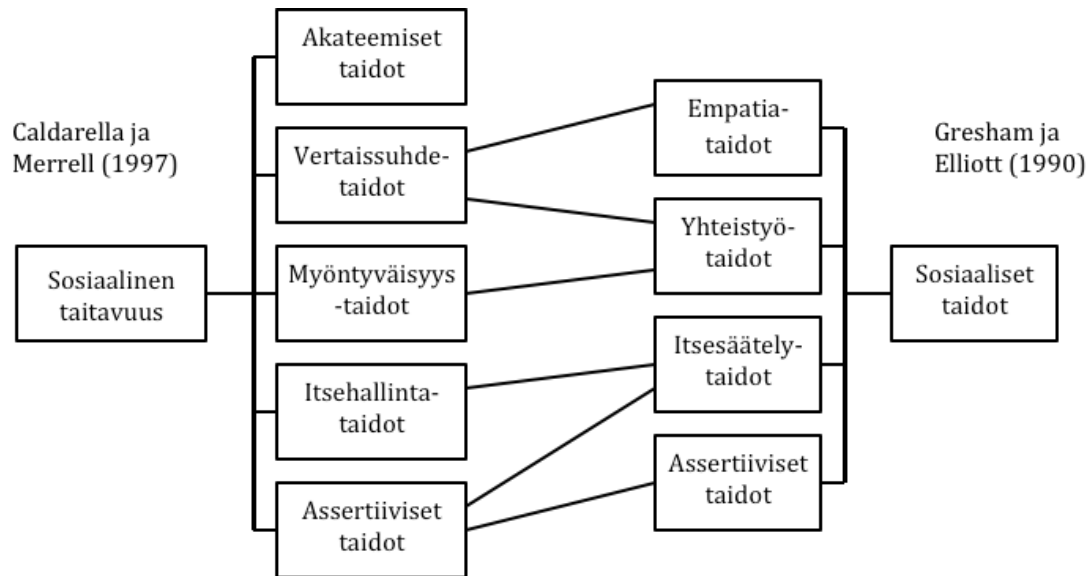 Caldarella ja
Merrell (1997)
Sosiaalinen
taitavuus
Akateemiset
taidot
Vertaissuhde-
taidot
Myöntyväisyys
-taidot
Itsehallinta-
taidot
Assertiiviset
taidot
Empatia-
taidot
Yhteistyö-
taidot
Itsesäätely-
taidot
Assertiiviset
taidot
Gresham ja
Elliott (1990)
Sosiaaliset
taidot